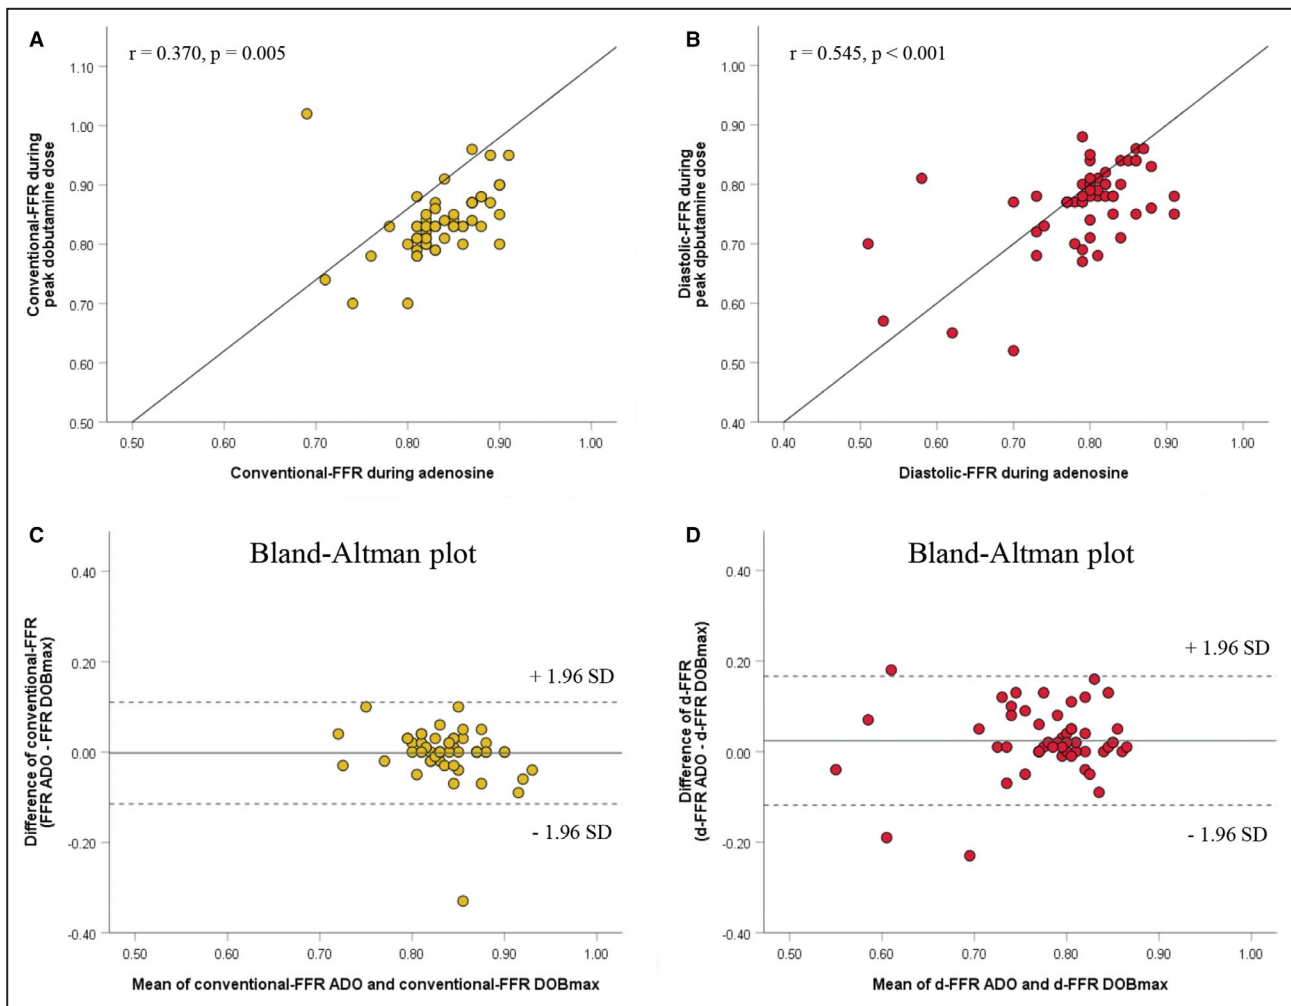 A
r = 0.370, p = 0.005
Conventional-FFR during
peak dobutamine dose
1.10
1.00
0.90
0.80
0.70
0.60
0.50
0.50 0.60 0.70 0.80 0.90 1.00
Conventional-FFR during adenosine
B
r = 0.545, p < 0.001
Diastolic-FFR during
peak dpbutamine dose
1.00
0.90
0.80
0.70
0.60
0.50
0.40
0.40 0.50 0.60 0.70 0.80 0.90 1.00
Diastolic-FFR during adenosine
C
Bland-Altman plot
Difference of conventional-FFR
(FFR ADO - FFR DOBmax)
0.40
0.20
0.00
-0.20
-0.40
+ 1.96 SD
- 1.96 SD
0.50 0.60 0.70 0.80 0.90 1.00
Mean of conventional-FFR ADO and conventional-FFR DOBmax
D
Bland-Altman plot
Difference of d-FFR
(d-FFR ADO - d-FFR DOBmax)
0.40
0.20
0.00
-0.20
-0.40
+ 1.96 SD
- 1.96 SD
0.50 0.60 0.70 0.80 0.90 1.00
Mean of d-FFR ADO and d-FFR DOBmax